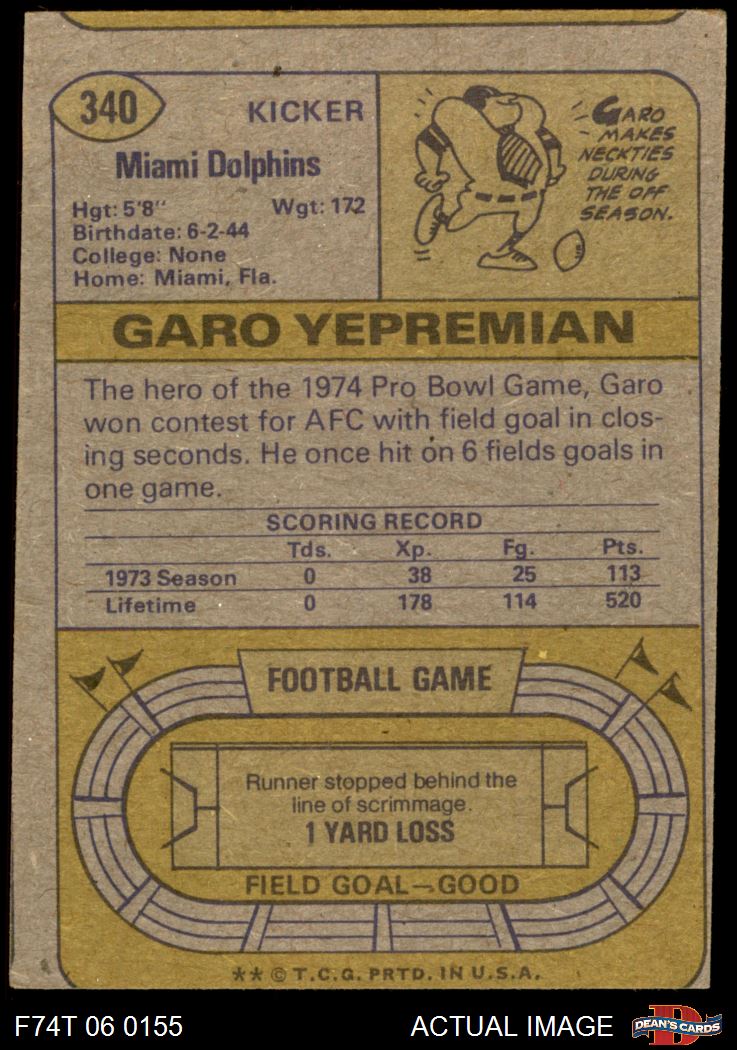 340
KICKER
Miami Dolphins
Hgt: 5'8" Wgt: 172
Birthdate: 6-2-44
College: None
Home: Miami, Fla.
GARO
MAKES
NECKTIES
DURING
THE OFF
SEASON.
GARO YEPREMIAN
The hero of the 1974 Pro Bowl Game, Garo
won contest for AFC with field goal in clos-
ing seconds. He once hit on 6 fields goals in
one game.
SCORING RECORD
Tds. Xp. Fg. Pts.
1973 Season 0 38 25 113
Lifetime 0 178 114 520
FOOTBALL GAME
Runner stopped behind the
line of scrimmage.
1 YARD LOSS
FIELD GOAL—GOOD
** © T.C.G. PRTD. IN U.S.A.
F74T 06 0155 ACTUAL IMAGE
DEAN'S CARDS